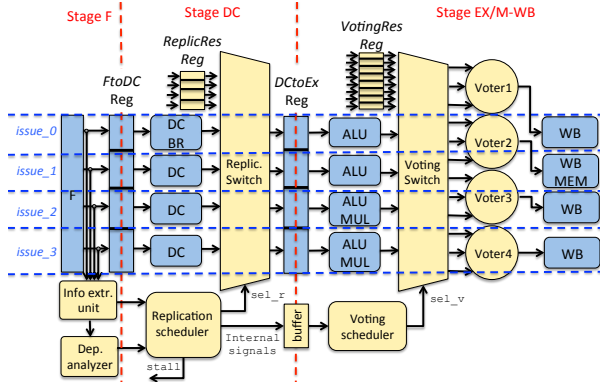 Stage F
Stage DC
Stage EX/M-WB
ReplicRes
Reg
VotingRes
Reg
FtoDC
Reg
DCtoEx
Reg
Voter1
issue_0
DC
BR
ALU
Voter2
WB
issue_1
F
DC
Replic.
Switch
ALU
Voting
Switch
WB
MEM
issue_2
DC
ALU
MUL
Voter3
WB
issue_3
DC
ALU
MUL
Voter4
WB
Info extr.
unit
sel_r
sel_v
Replication
scheduler
Internal
signals
buffer
Voting
scheduler
Dep.
analyzer
stall